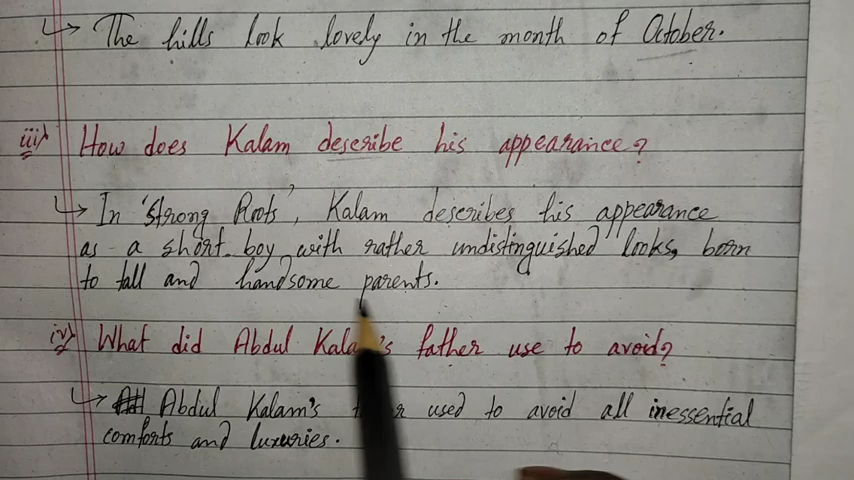 ↳ The hills look lovely in the month of October.
iii) How does Kalam describe his appearance?
↳ In 'Strong Roots', Kalam describes his appearance
as a short boy with rather undistinguished looks, born
to tall and handsome parents.
iv) What did Abdul Kalam's father use to avoid?
↳ Abdul Kalam's used to avoid all inessential
comforts and luxuries.